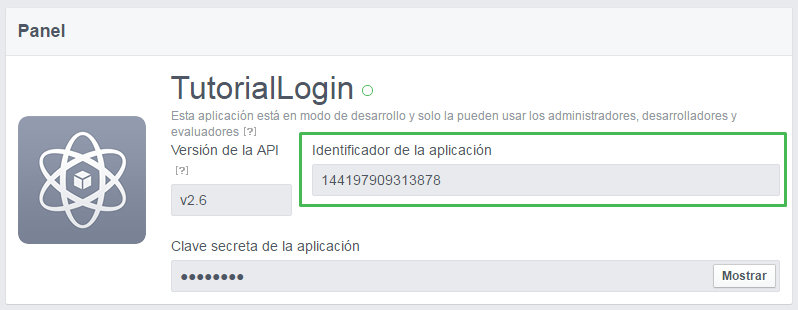 Panel
TutorialLogin
Esta aplicación está en modo de desarrollo y solo la pueden usar los administradores, desarrolladores y
evaluadores [?]
Versión de la API
[?]
v2.6
Identificador de la aplicación
144197909313878
Clave secreta de la aplicación
●●●●●●●●
Mostrar